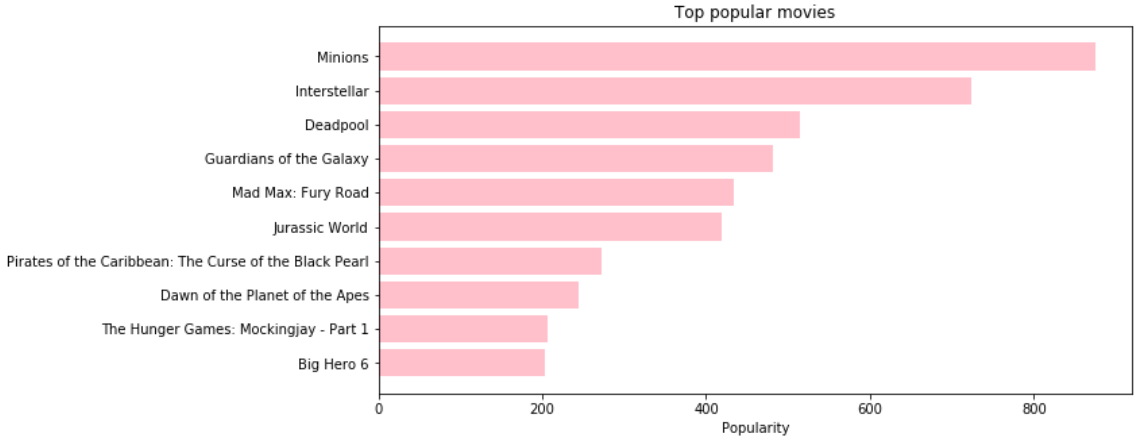 Top popular movies
Minions
Interstellar
Deadpool
Guardians of the Galaxy
Mad Max: Fury Road
Jurassic World
Pirates of the Caribbean: The Curse of the Black Pearl
Dawn of the Planet of the Apes
The Hunger Games: Mockingjay - Part 1
Big Hero 6
0 200 400 600 800
Popularity